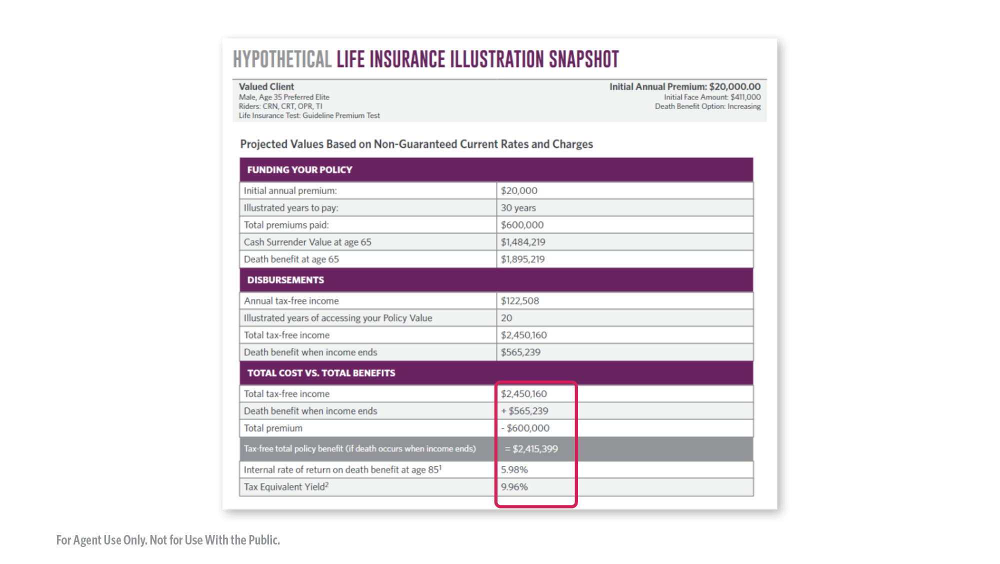 HYPOTHETICAL LIFE INSURANCE ILLUSTRATION SNAPSHOT
Valued Client
Male, Age 35 Preferred Elite
Riders: CRN, CRT, OPR, TI
Life Insurance Test: Guideline Premium Test
Initial Annual Premium: $20,000.00
Initial Face Amount: $411,000
Death Benefit Option: Increasing
Projected Values Based on Non-Guaranteed Current Rates and Charges
FUNDING YOUR POLICY
Initial annual premium: $20,000
Illustrated years to pay: 30 years
Total premiums paid: $600,000
Cash Surrender Value at age 65 $1,484,219
Death benefit at age 65 $1,895,219
DISBURSEMENTS
Annual tax-free income $122,508
Illustrated years of accessing your Policy Value 20
Total tax-free income $2,450,160
Death benefit when income ends $565,239
TOTAL COST VS. TOTAL BENEFITS
Total tax-free income $2,450,160
Death benefit when income ends + $565,239
Total premium - $600,000
Tax-free total policy benefit (if death occurs when income ends) = $2,415,399
Internal rate of return on death benefit at age 85¹ 5.98%
Tax Equivalent Yield² 9.96%
For Agent Use Only. Not for Use With the Public.